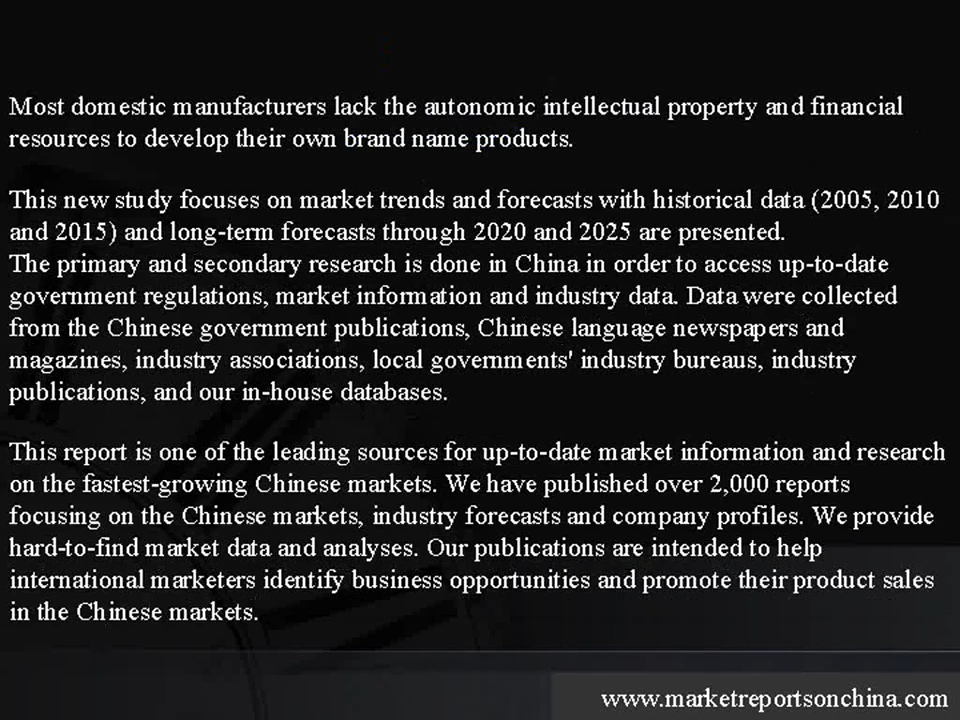 Most domestic manufacturers lack the autonomic intellectual property and financial
resources to develop their own brand name products.
This new study focuses on market trends and forecasts with historical data (2005, 2010
and 2015) and long-term forecasts through 2020 and 2025 are presented.
The primary and secondary research is done in China in order to access up-to-date
government regulations, market information and industry data. Data were collected
from the Chinese government publications, Chinese language newspapers and
magazines, industry associations, local governments' industry bureaus, industry
publications, and our in-house databases.
This report is one of the leading sources for up-to-date market information and research
on the fastest-growing Chinese markets. We have published over 2,000 reports
focusing on the Chinese markets, industry forecasts and company profiles. We provide
hard-to-find market data and analyses. Our publications are intended to help
international marketers identify business opportunities and promote their product sales
in the Chinese markets.
www.marketreportsonchina.com